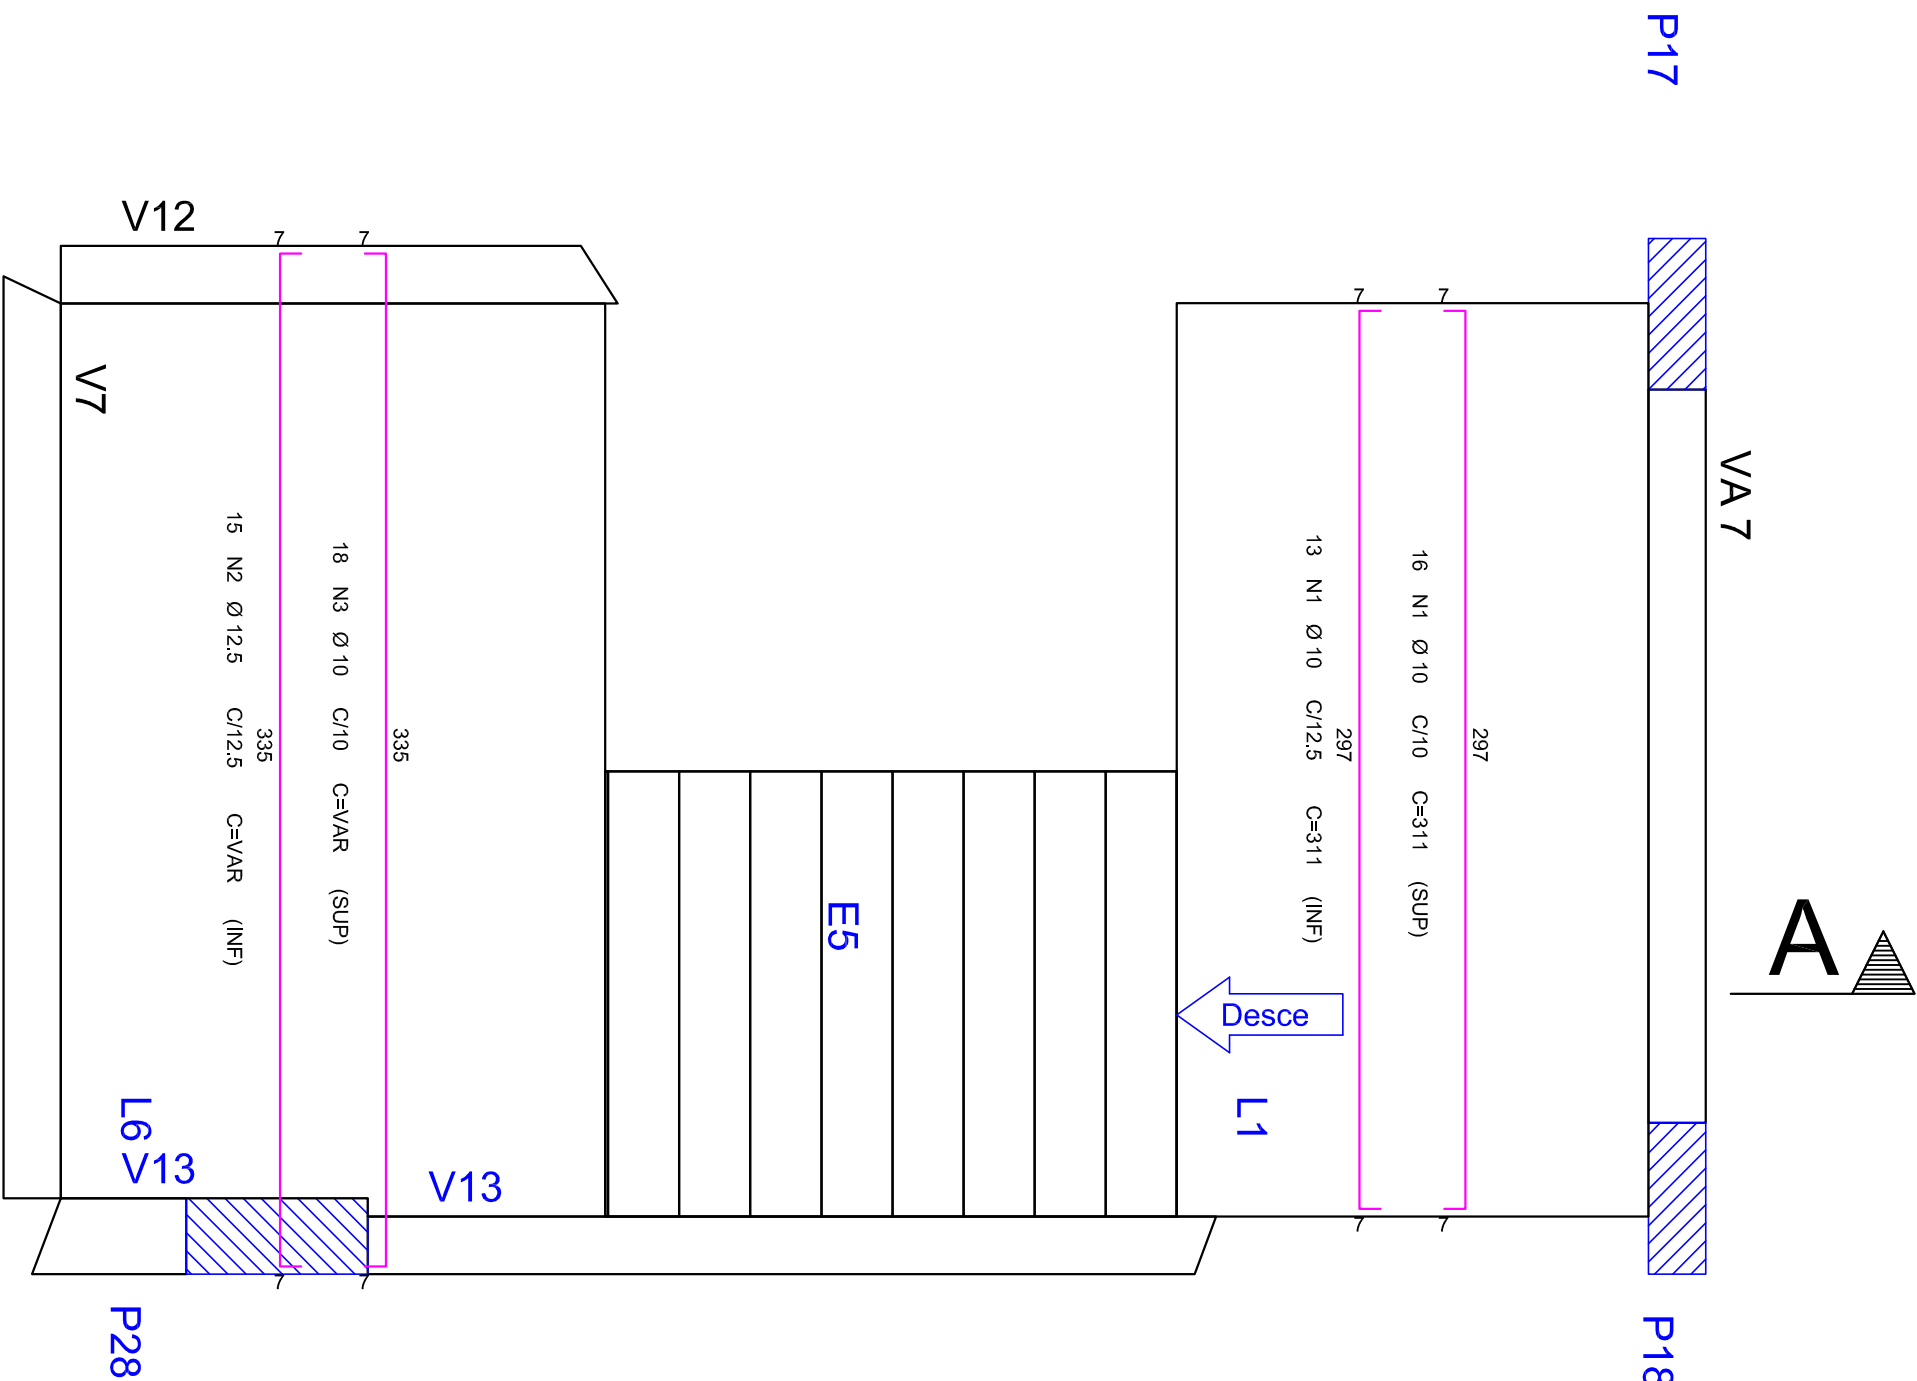 P17
V12
7
7
7
7
V7
VA 7
15 N2 Ø 12.5 C/12.5 C=VAR (INF)
335
18 N3 Ø 10 C/10 C=VAR (SUP)
335
13 N1 Ø 10 C/12.5 C=311 (INF)
297
16 N1 Ø 10 C/10 C=311 (SUP)
297
E5
A
Desce
L6
L1
V13
V13
7
7
7
7
P28
P18